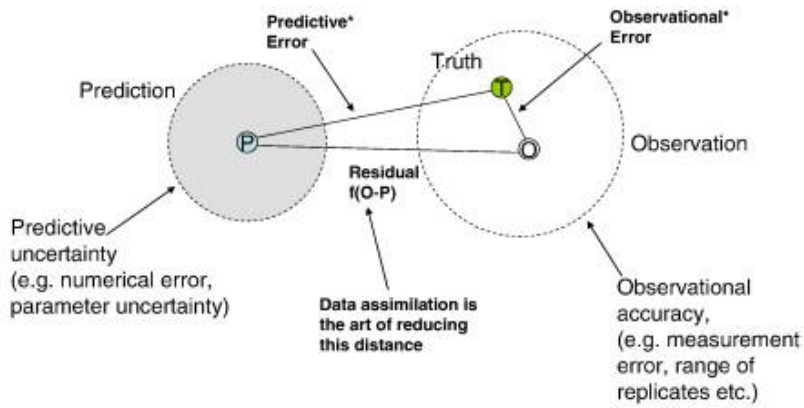 Predictive*
Error
Observational*
Error
Truth
T
Prediction
P
O
Observation
Residual
f(O-P)
Predictive
uncertainty
(e.g. numerical error,
parameter uncertainty)
Data assimilation is
the art of reducing
this distance
Observational
accuracy,
(e.g. measurement
error, range of
replicates etc.)